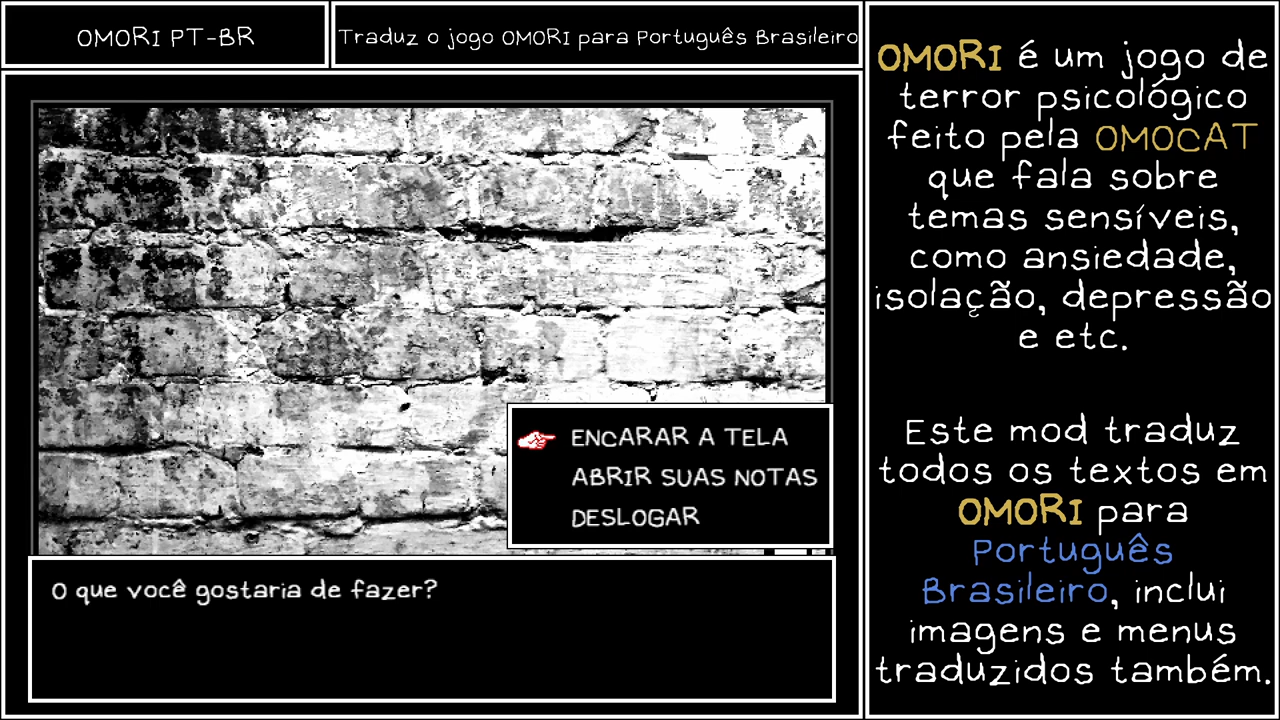 OMORI PT-BR
Traduz o jogo OMORI para Português Brasileiro
ENCARAR A TELA
ABRIR SUAS NOTAS
DESLOGAR
O que você gostaria de fazer?
OMORI é um jogo de
terror psicológico
feito pela OMOCAT
que fala sobre
temas sensíveis,
como ansiedade,
isolação, depressão
e etc.
Este mod traduz
todos os textos em
OMORI para
Português
Brasileiro, inclui
imagens e menus
traduzidos também.